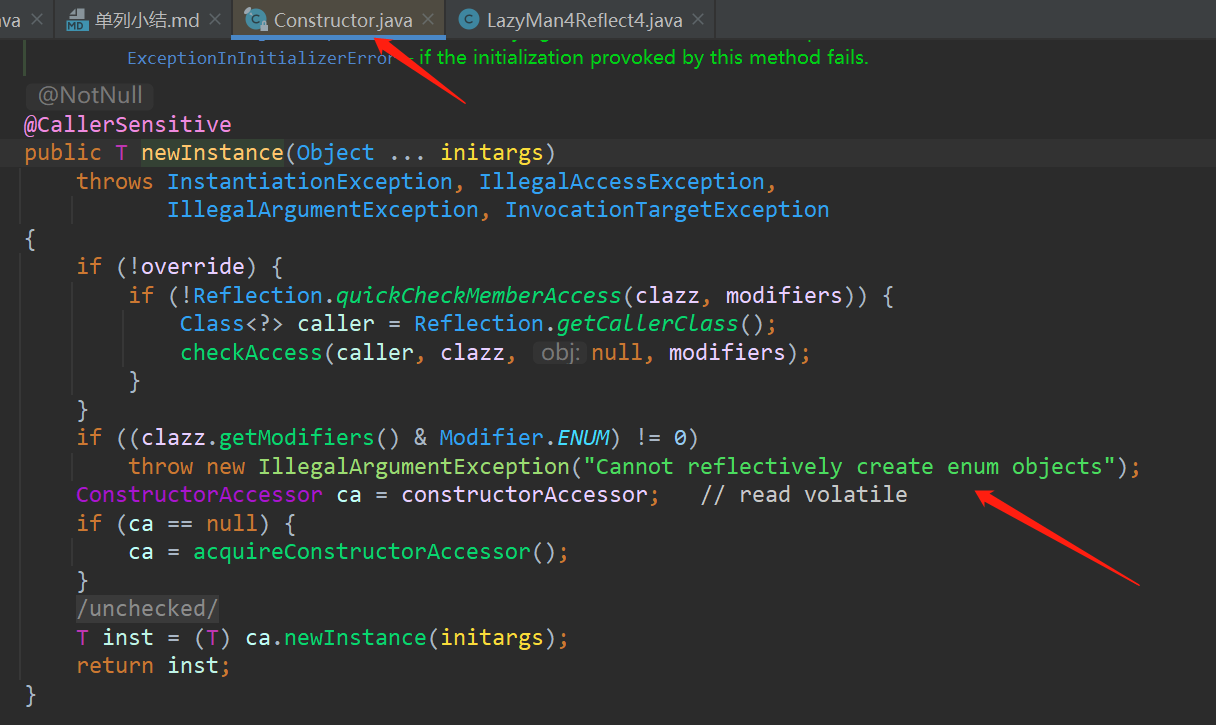 va 单列小结.md Constructor.java LazyMan4Reflect4.java
ExceptionInInitializerError – if the initialization provoked by this method fails.
@NotNull
@CallerSensitive
public T newInstance(Object ... initargs)
throws InstantiationException, IllegalAccessException,
IllegalArgumentException, InvocationTargetException
{
if (!override) {
if (!Reflection.quickCheckMemberAccess(clazz, modifiers)) {
Class<?> caller = Reflection.getCallerClass();
checkAccess(caller, clazz, obj: null, modifiers);
}
}
if ((clazz.getModifiers() & Modifier.ENUM) != 0)
throw new IllegalArgumentException("Cannot reflectively create enum objects");
ConstructorAccessor ca = constructorAccessor; // read volatile
if (ca == null) {
ca = acquireConstructorAccessor();
}
/unchecked/
T inst = (T) ca.newInstance(initargs);
return inst;
}